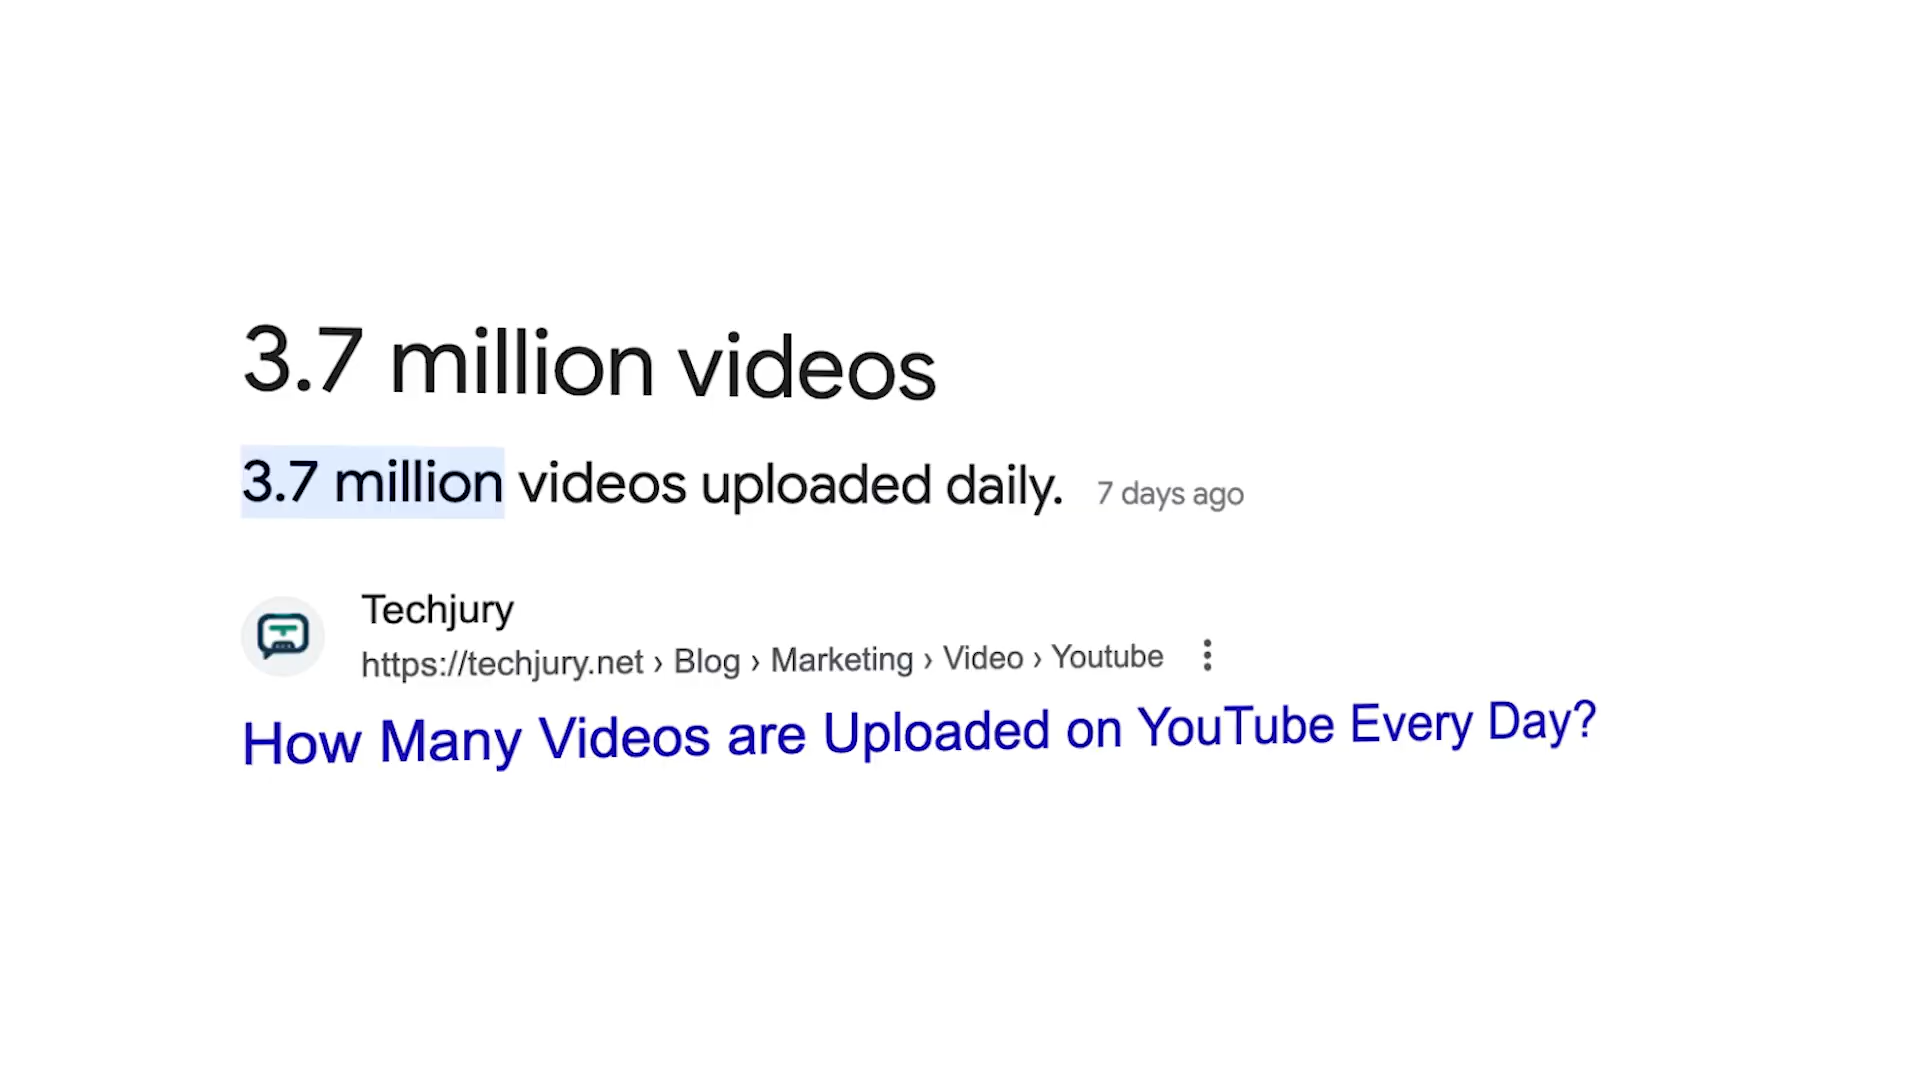 3.7 million videos
3.7 million videos uploaded daily. 7 days ago
Techjury
https://techjury.net › Blog › Marketing › Video › Youtube
How Many Videos are Uploaded on YouTube Every Day?